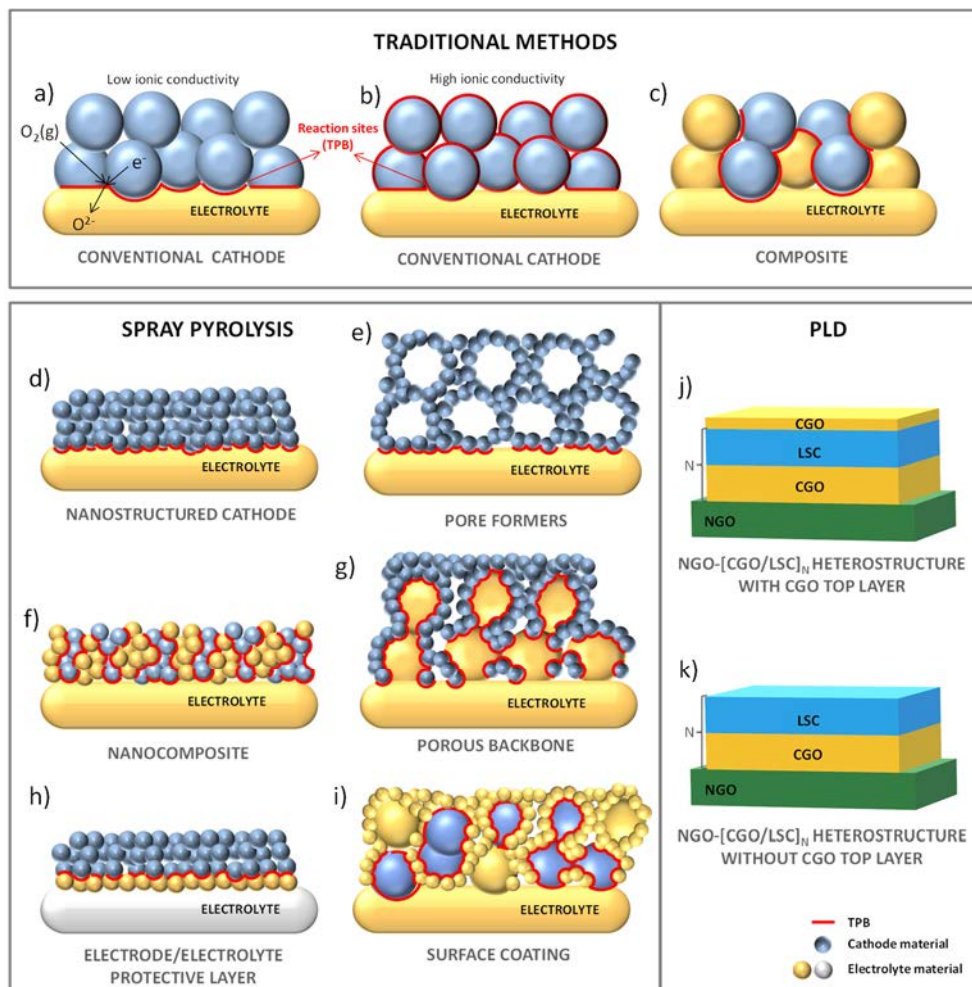 TRADITIONAL METHODS
a)
Low ionic conductivity
O₂(g)
e⁻
O²⁻
ELECTROLYTE
CONVENTIONAL CATHODE
Reaction sites
(TPB)
b)
High ionic conductivity
ELECTROLYTE
CONVENTIONAL CATHODE
c)
ELECTROLYTE
COMPOSITE
SPRAY PYROLYSIS
d)
ELECTROLYTE
NANOSTRUCTURED CATHODE
e)
ELECTROLYTE
PORE FORMERS
f)
ELECTROLYTE
NANOCOMPOSITE
g)
ELECTROLYTE
POROUS BACKBONE
h)
ELECTROLYTE
ELECTRODE/ELECTROLYTE
PROTECTIVE LAYER
i)
ELECTROLYTE
SURFACE COATING
PLD
j)
CGO
LSC
N
CGO
NGO
NGO-[CGO/LSC]N HETEROSTRUCTURE
WITH CGO TOP LAYER
k)
LSC
N
CGO
NGO
NGO-[CGO/LSC]N HETEROSTRUCTURE
WITHOUT CGO TOP LAYER
TPB
Cathode material
Electrolyte material